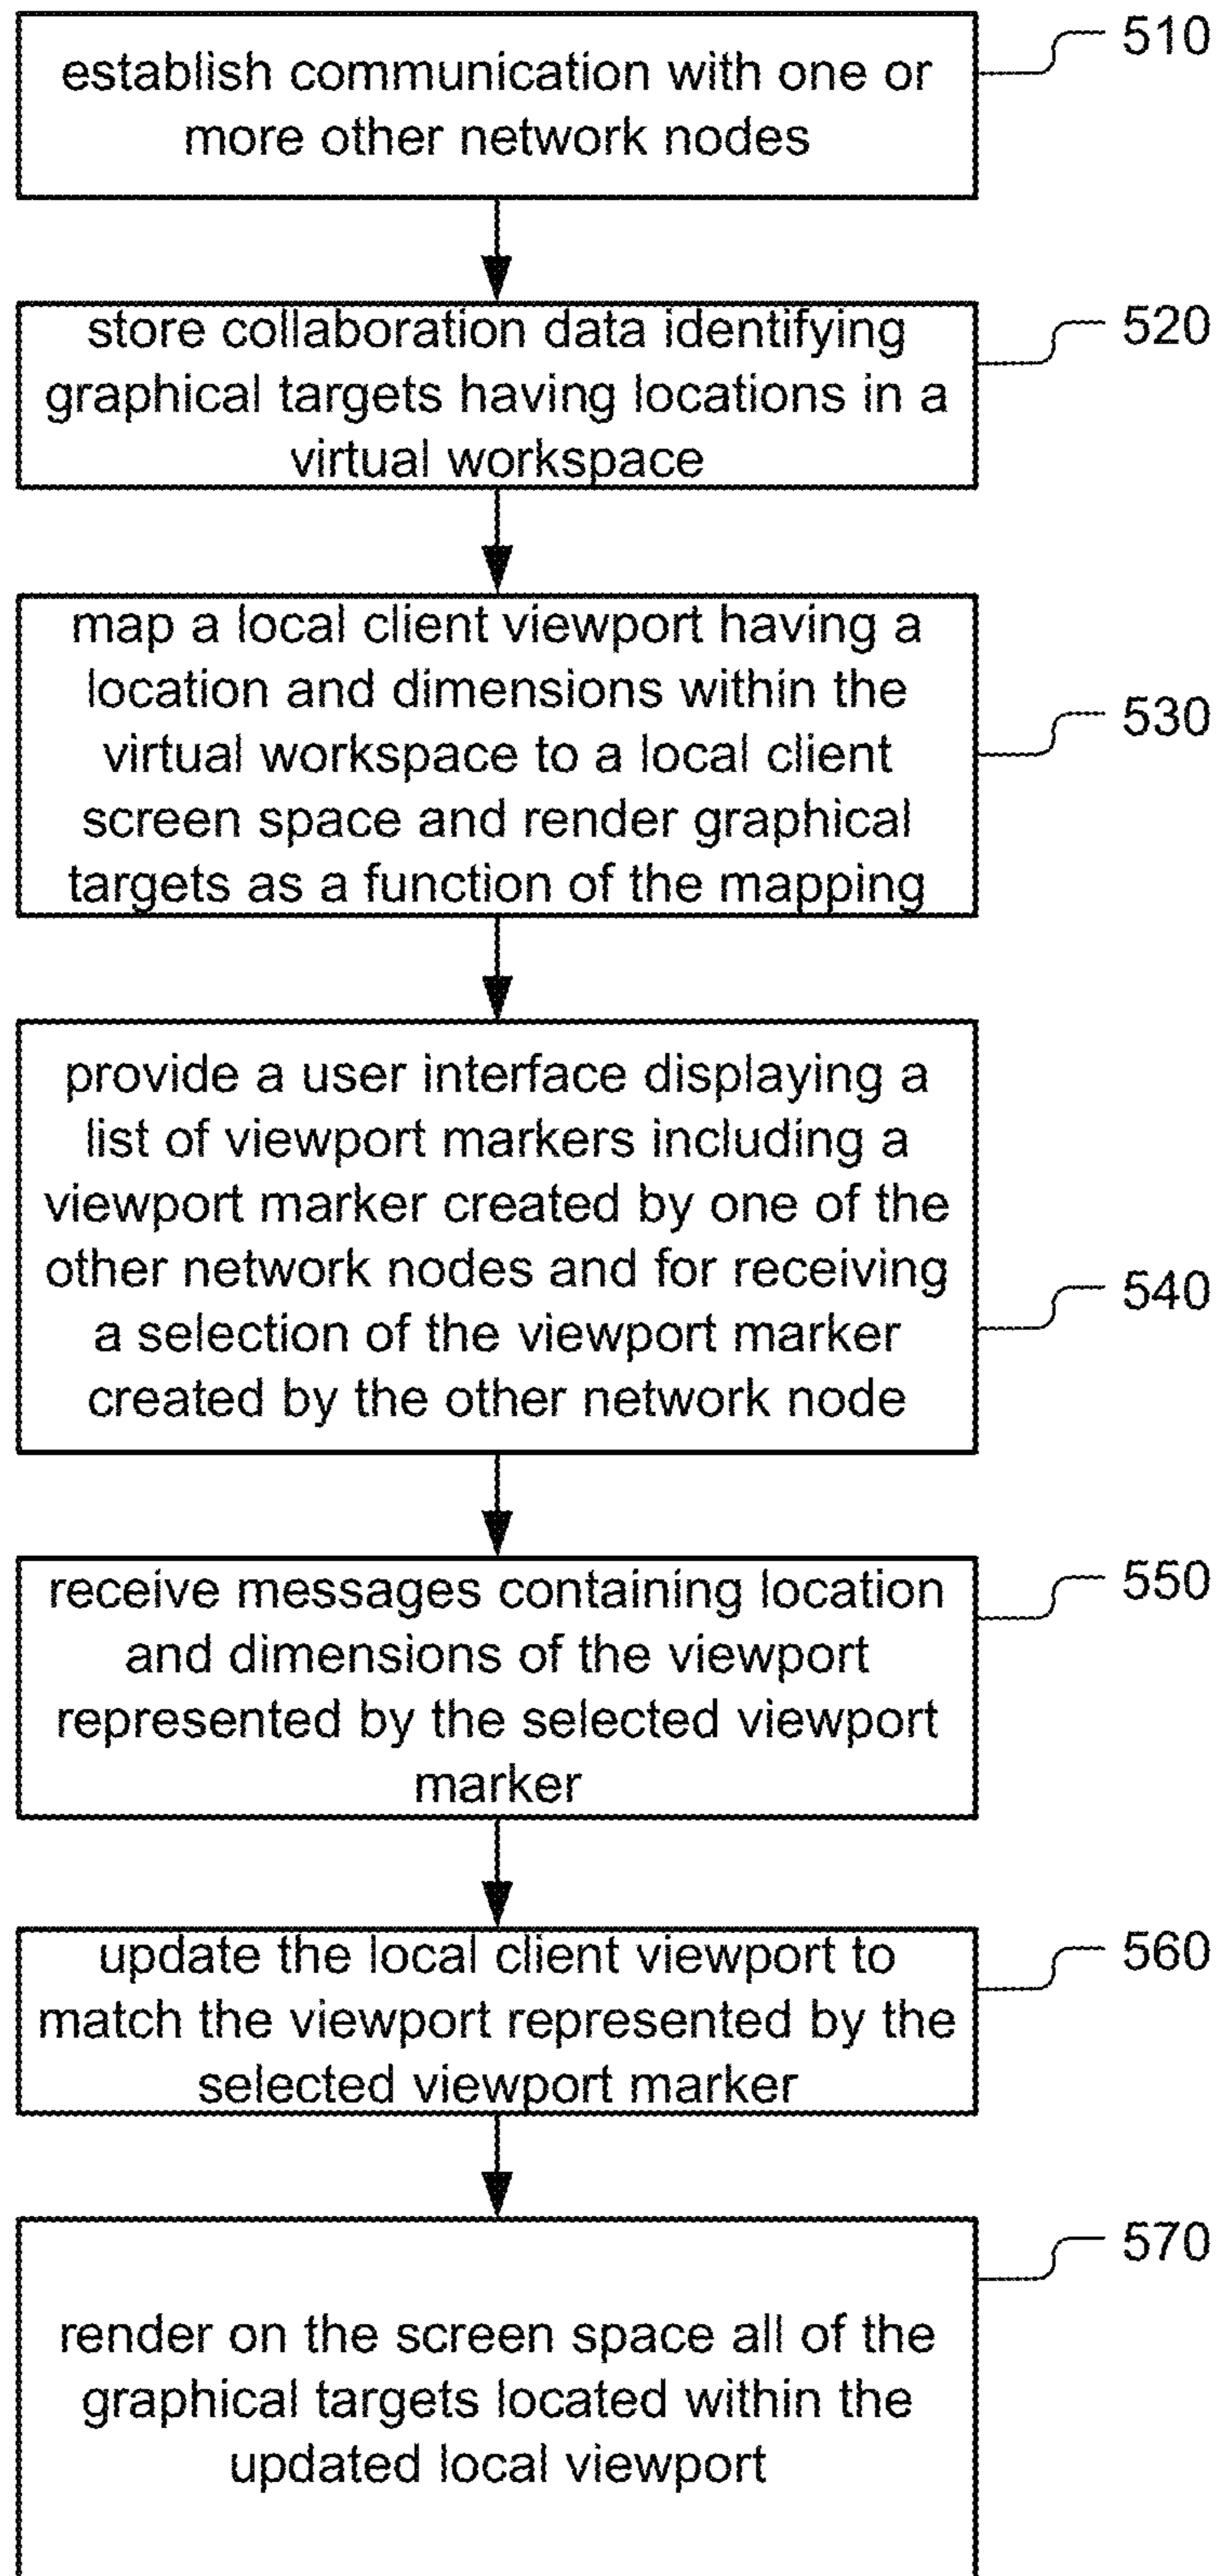 establish communication with one or
more other network nodes
510
store collaboration data identifying
graphical targets having locations in a
virtual workspace
520
map a local client viewport having a
location and dimensions within the
virtual workspace to a local client
screen space and render graphical
targets as a function of the mapping
530
provide a user interface displaying a
list of viewport markers including a
viewport marker created by one of the
other network nodes and for receiving
a selection of the viewport marker
created by the other network node
540
receive messages containing location
and dimensions of the viewport
represented by the selected viewport
marker
550
update the local client viewport to
match the viewport represented by the
selected viewport marker
560
render on the screen space all of the
graphical targets located within the
updated local viewport
570